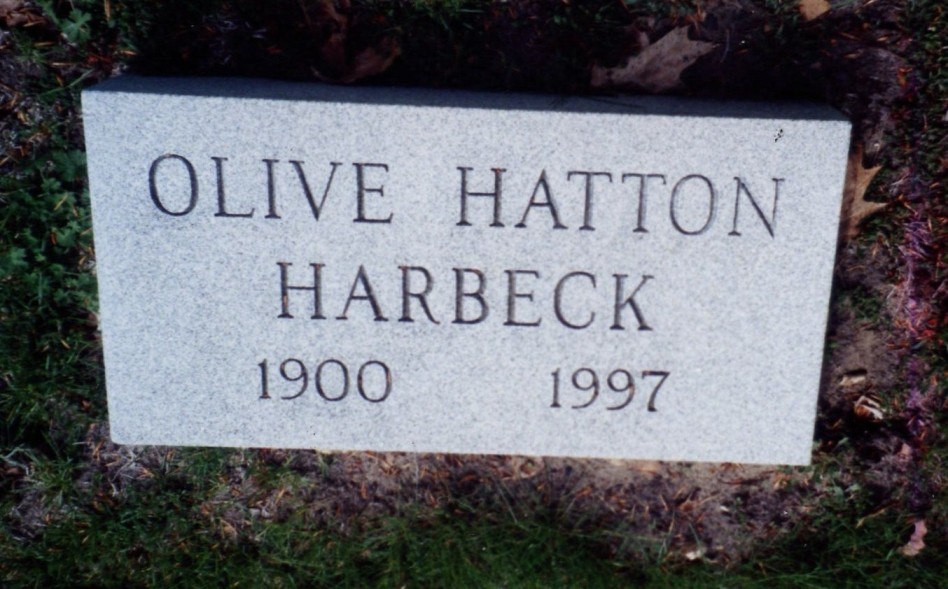 OLIVE HATTON
HARBECK
1900 1997